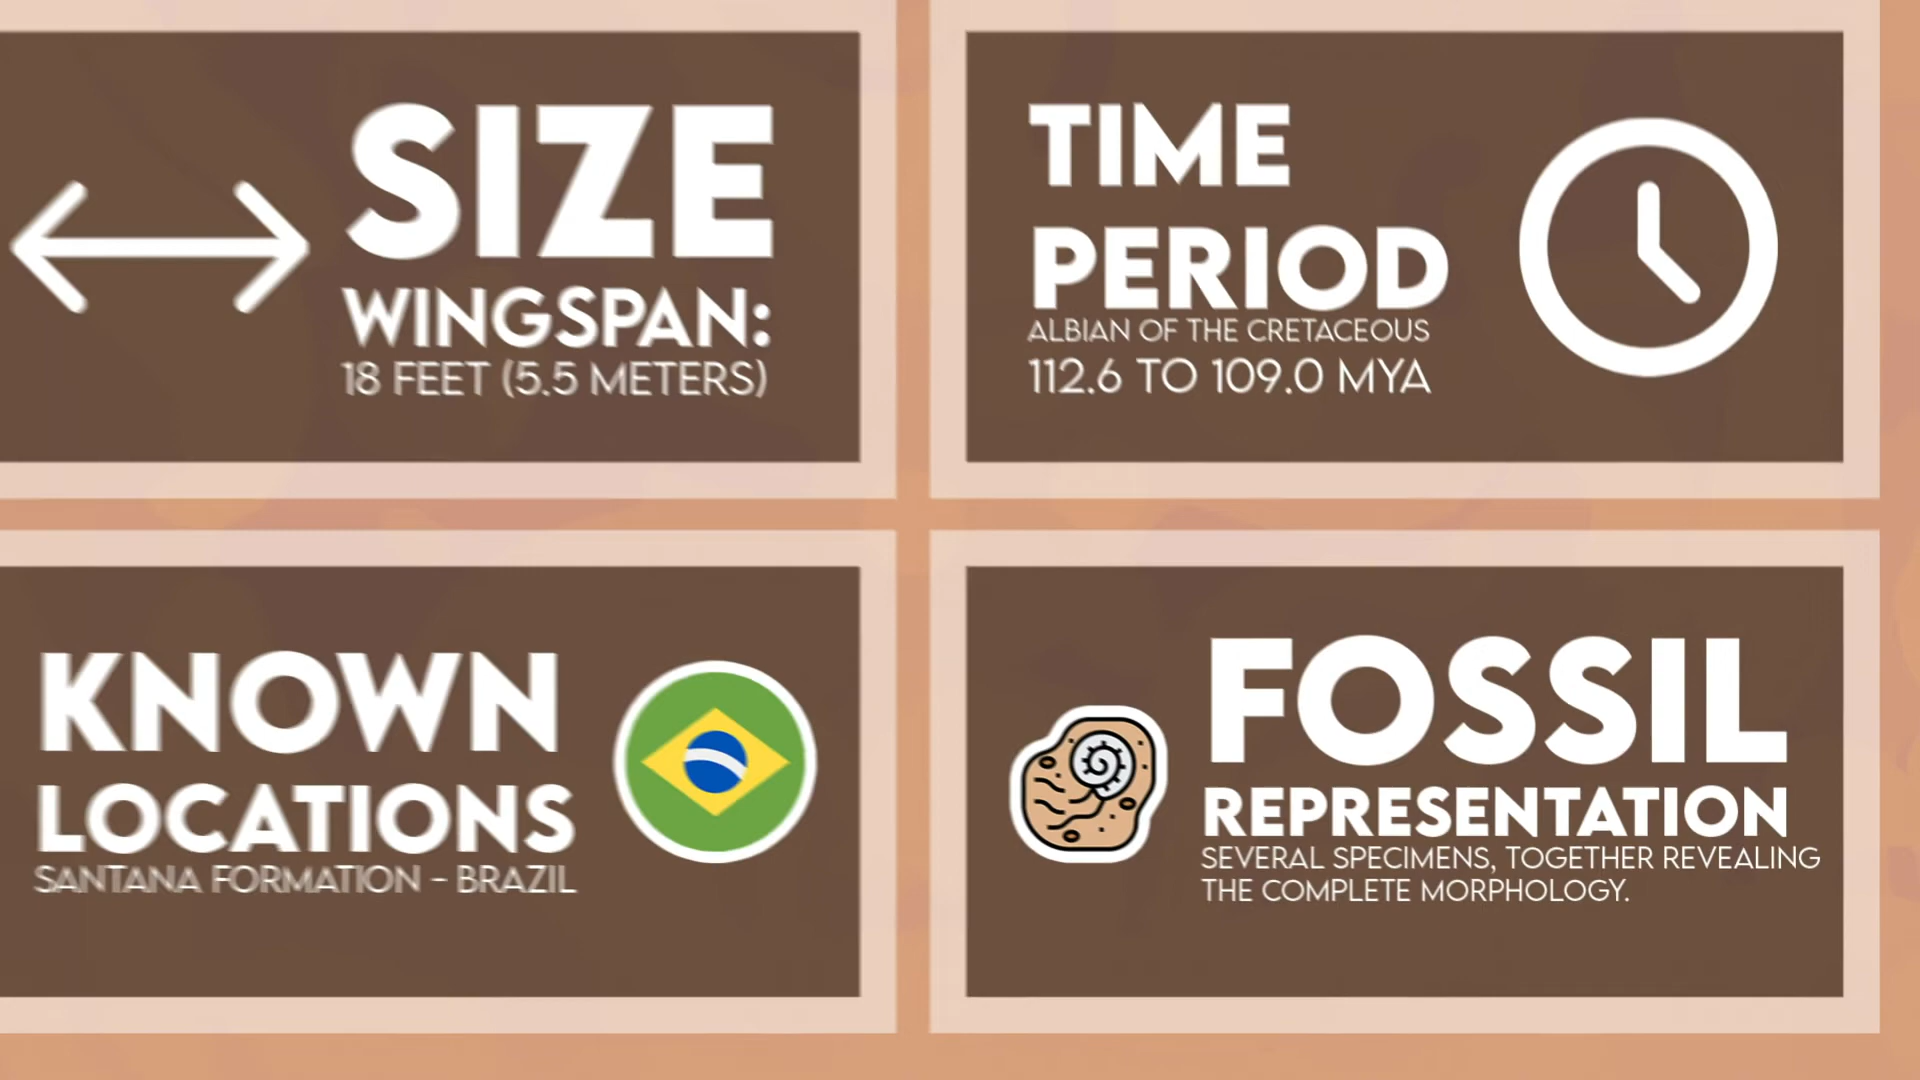 SIZE
WINGSPAN:
18 FEET (5.5 METERS)
TIME
PERIOD
ALBIAN OF THE CRETACEOUS
112.6 TO 109.0 MYA
KNOWN
LOCATIONS
SANTANA FORMATION - BRAZIL
FOSSIL
REPRESENTATION
SEVERAL SPECIMENS, TOGETHER REVEALING
THE COMPLETE MORPHOLOGY.